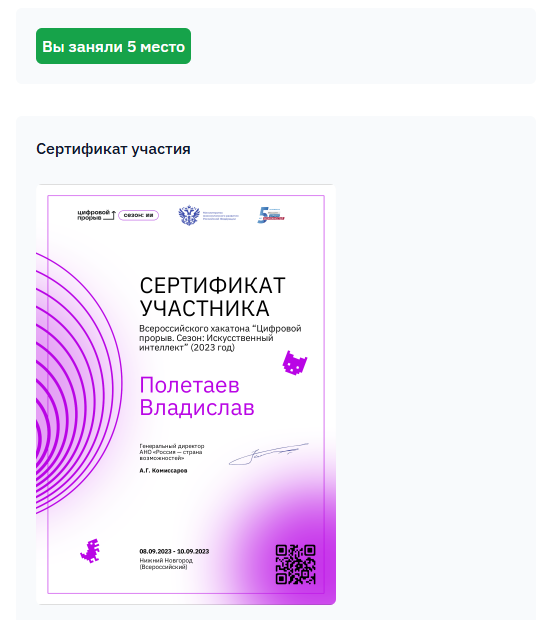 Вы заняли 5 место
Сертификат участия
цифровой
прорыв
сезон: ии
СЕРТИФИКАТ
УЧАСТНИКА
Всероссийского хакатона "Цифровой
прорыв. Сезон: Искусственный
интеллект" (2023 год)
Полетаев
Владислав
Генеральный директор
АНО «Россия — страна
возможностей»
А.Г. Комиссаров
08.09.2023 - 10.09.2023
Нижний Новгород
(Всероссийский)